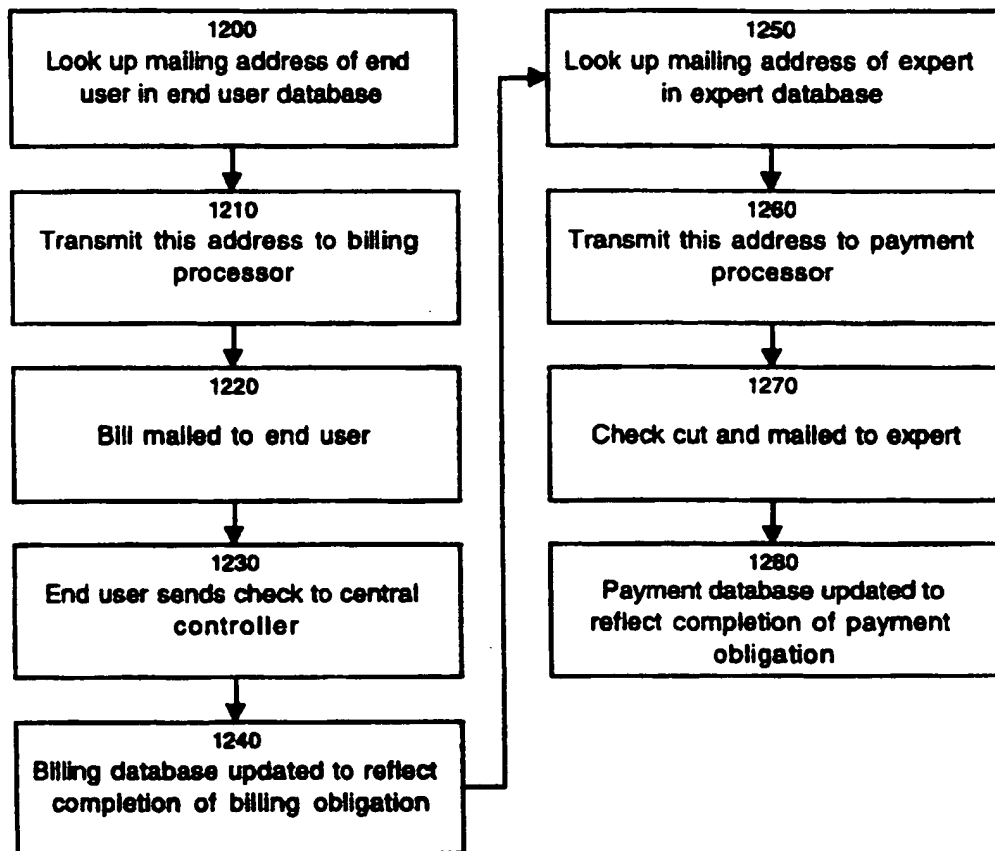 1200
Look up mailing address of end
user in end user database
1210
Transmit this address to billing
processor
1220
Bill mailed to end user
1230
End user sends check to central
controller
1240
Billing database updated to reflect
completion of billing obligation
1250
Look up mailing address of expert
in expert database
1260
Transmit this address to payment
processor
1270
Check cut and mailed to expert
1280
Payment database updated to
reflect completion of payment
obligation